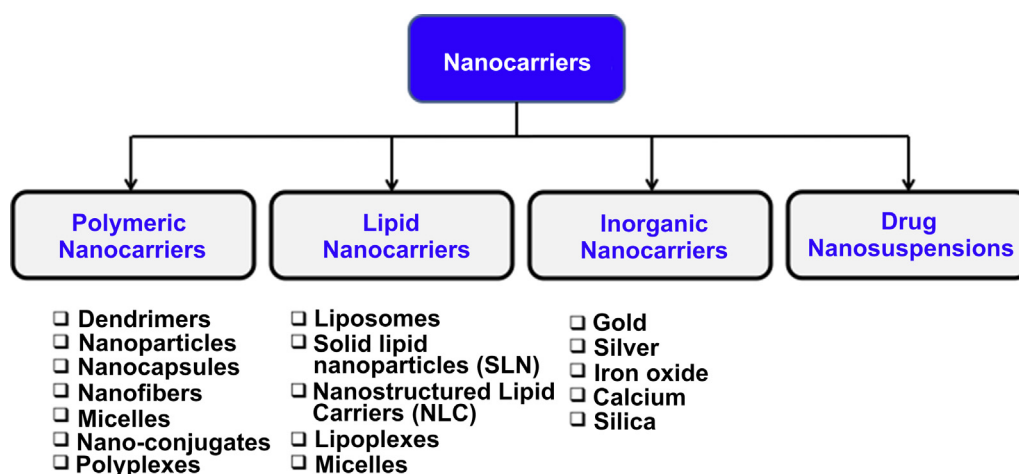 Nanocarriers
Polymeric
Nanocarriers
Lipid
Nanocarriers
Inorganic
Nanocarriers
Drug
Nanosuspensions
Dendrimers
Nanoparticles
Nanocapsules
Nanofibers
Micelles
Nano-conjugates
Polyplexes
Liposomes
Solid lipid
nanoparticles (SLN)
Nanostructured Lipid
Carriers (NLC)
Lipoplexes
Micelles
Gold
Silver
Iron oxide
Calcium
Silica